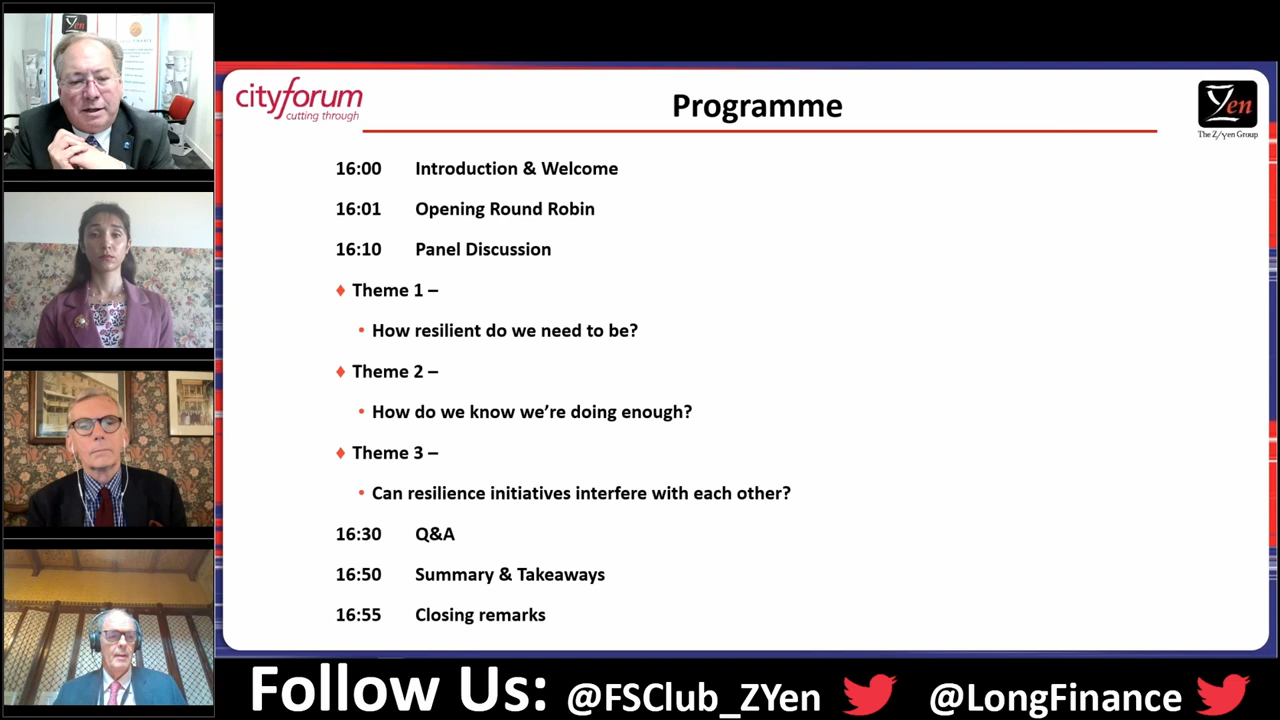 Yen
FINANCE
cityforum
cutting through
Programme
Yen
The Z/Yen Group
16:00 Introduction & Welcome
16:01 Opening Round Robin
16:10 Panel Discussion
Theme 1 –
• How resilient do we need to be?
Theme 2 –
• How do we know we're doing enough?
Theme 3 –
• Can resilience initiatives interfere with each other?
16:30 Q&A
16:50 Summary & Takeaways
16:55 Closing remarks
Follow Us: @FSClub_ZYen @LongFinance